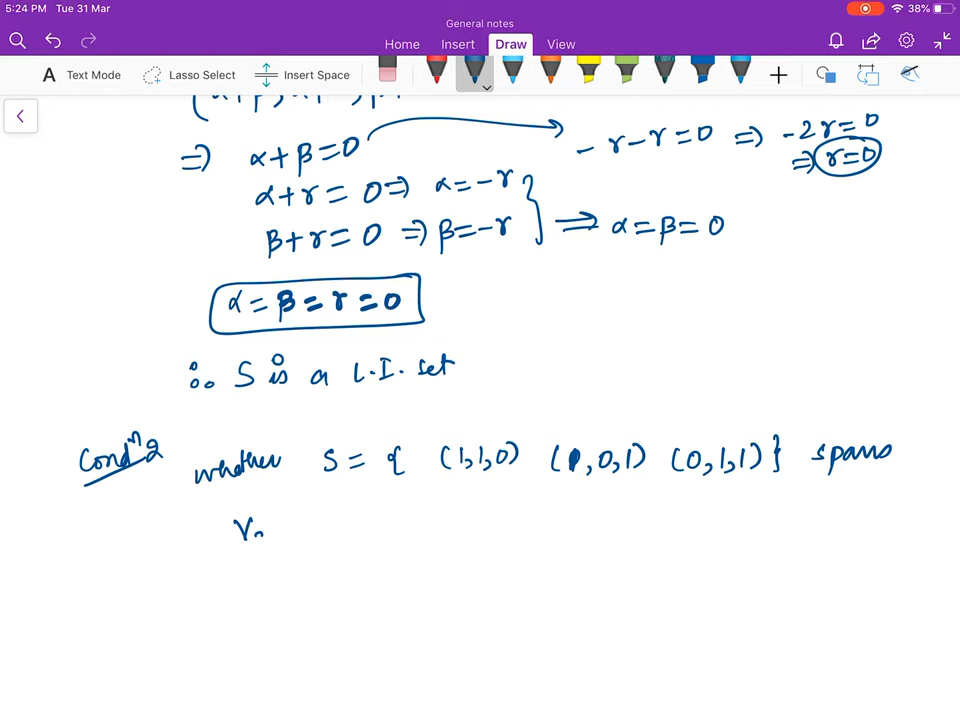 5:24 PM Tue 31 Mar
38%
General notes
Home Insert Draw View
A Text Mode Lasso Select Insert Space
=> α+β=0 -r-r=0 => -2r=0
=> r=0
α+r=0 => α=-r
β+r=0 => β=-r => α=β=0
α=β=r=0
∴ S is a L.I. set
Condⁿ 2 whether S = { (1,1,0) (1,0,1) (0,1,1) } spans